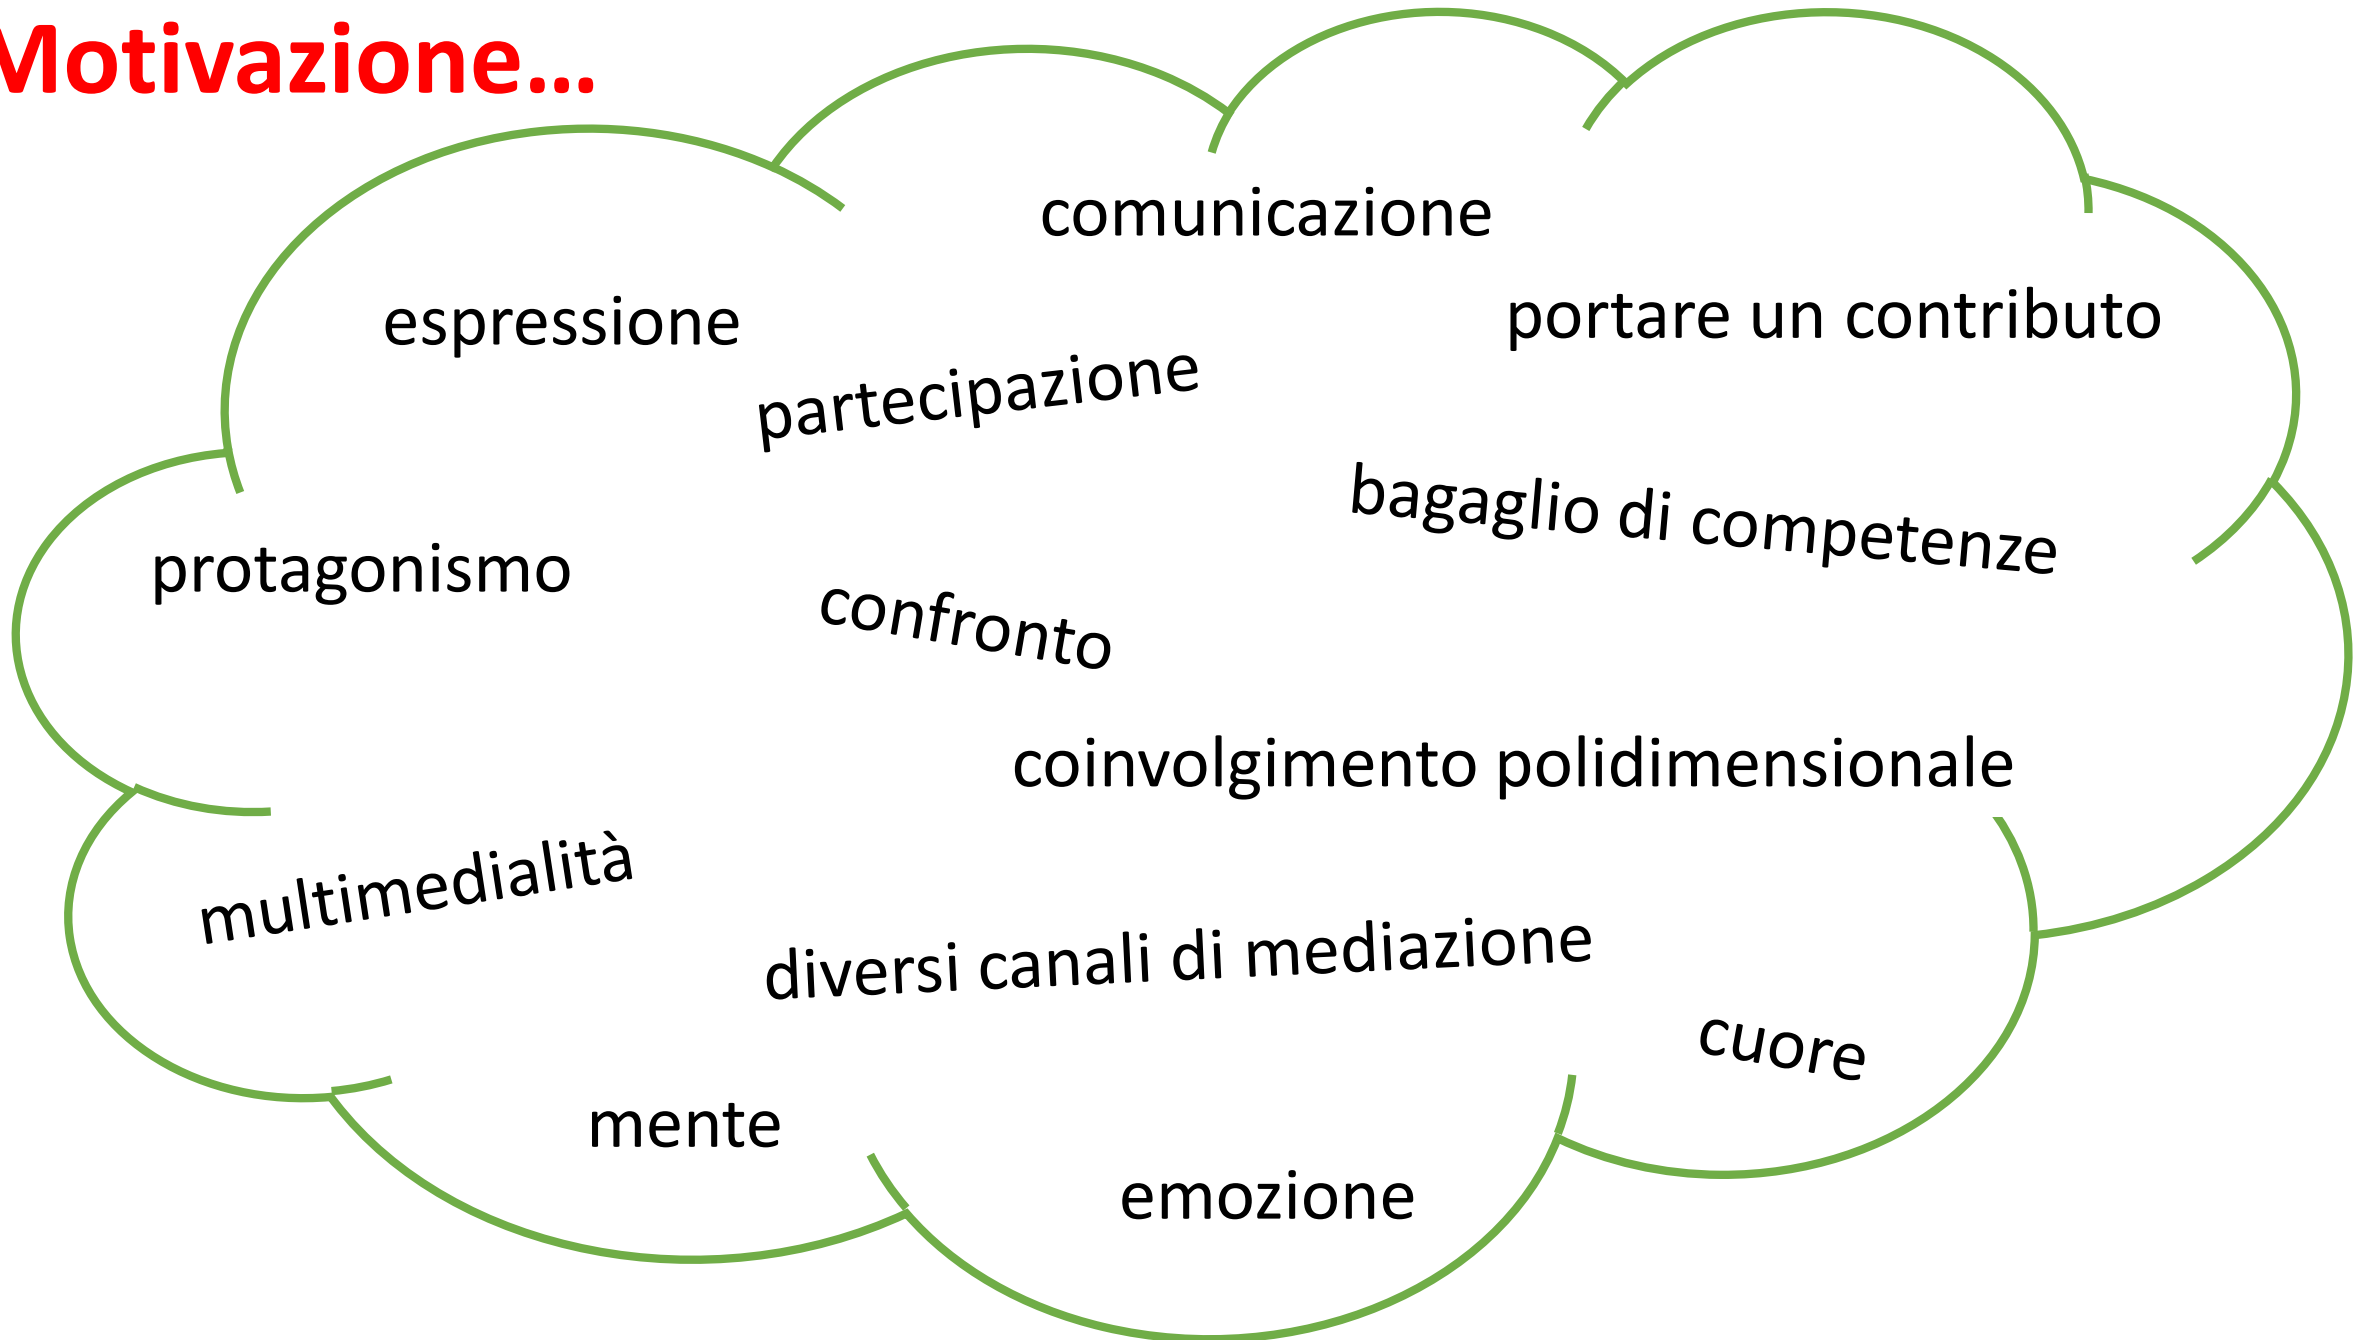 Motivazione...
comunicazione
espressione
portare un contributo
partecipazione
bagaglio di competenze
protagonismo
confronto
coinvolgimento polidimensionale
multimedialità
diversi canali di mediazione
cuore
mente
emozione